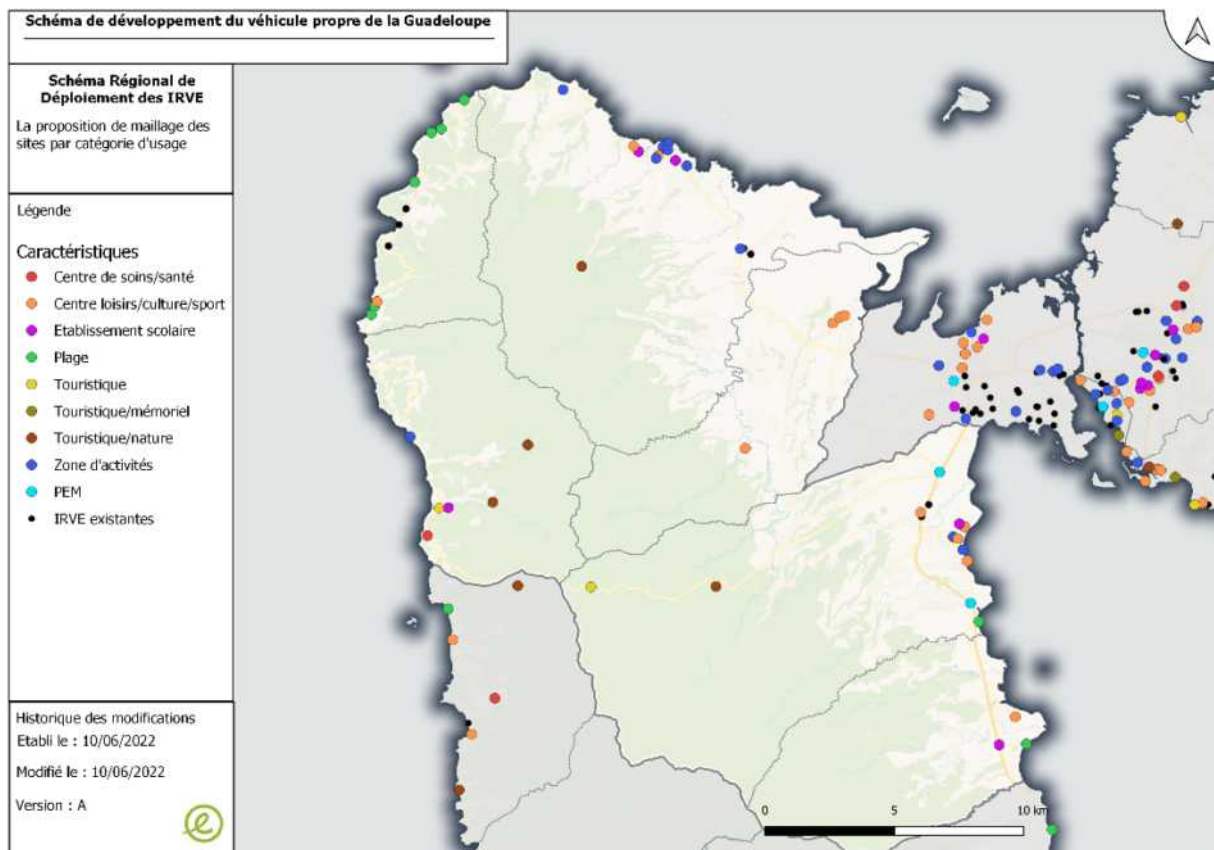 Schéma de développement du véhicule propre de la Guadeloupe
Schéma Régional de
Déploiement des IRVE
La proposition de maillage des
sites par catégorie d'usage
Légende
Caractéristiques
Centre de soins/santé
Centre loisirs/culture/sport
Etablissement scolaire
Plage
Touristique
Touristique/mémoriel
Touristique/nature
Zone d'activités
PEM
IRVE existantes
Historique des modifications
Etabli le : 10/06/2022
Modifié le : 10/06/2022
Version : A
0 5 10 km